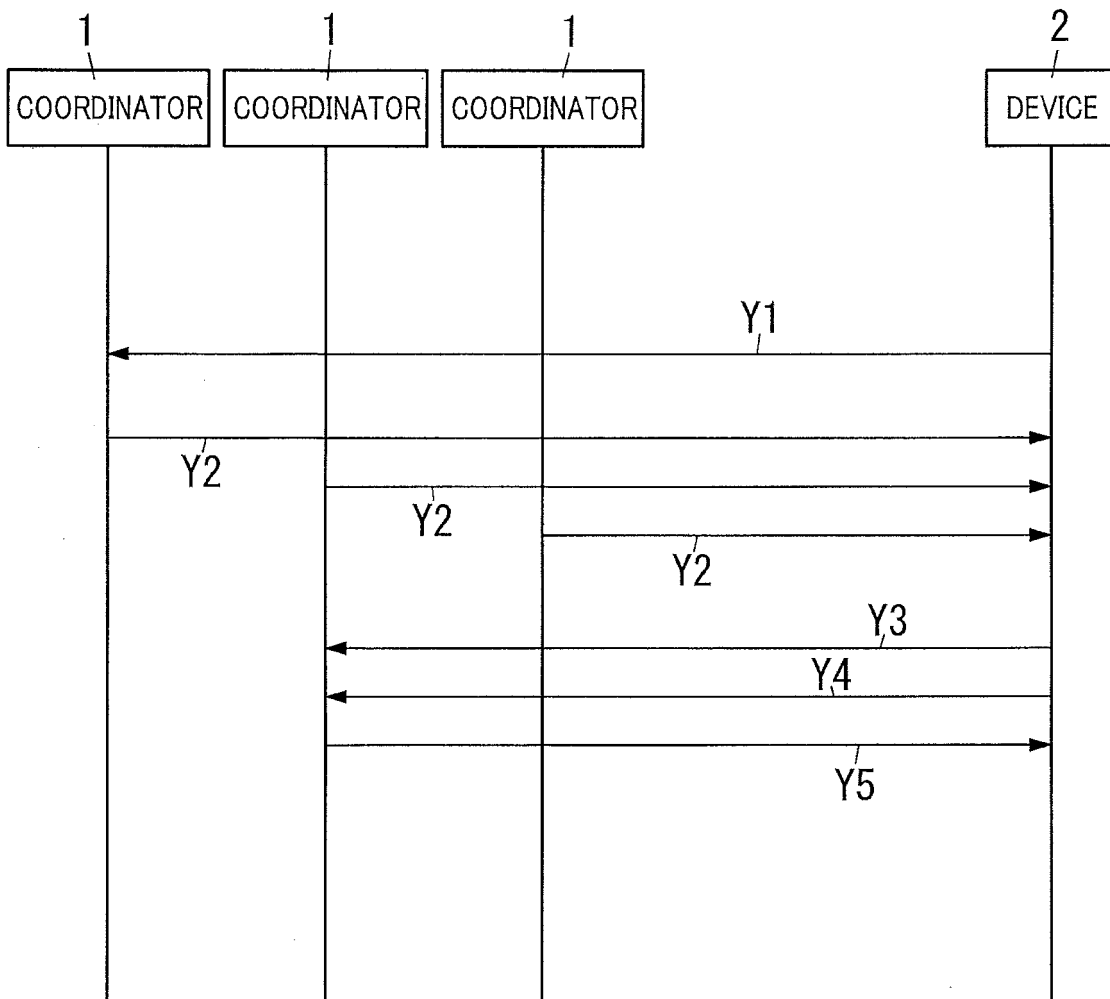 1
1
1
2
COORDINATOR
COORDINATOR
COORDINATOR
DEVICE
Y1
Y2
Y2
Y2
Y3
Y4
Y5